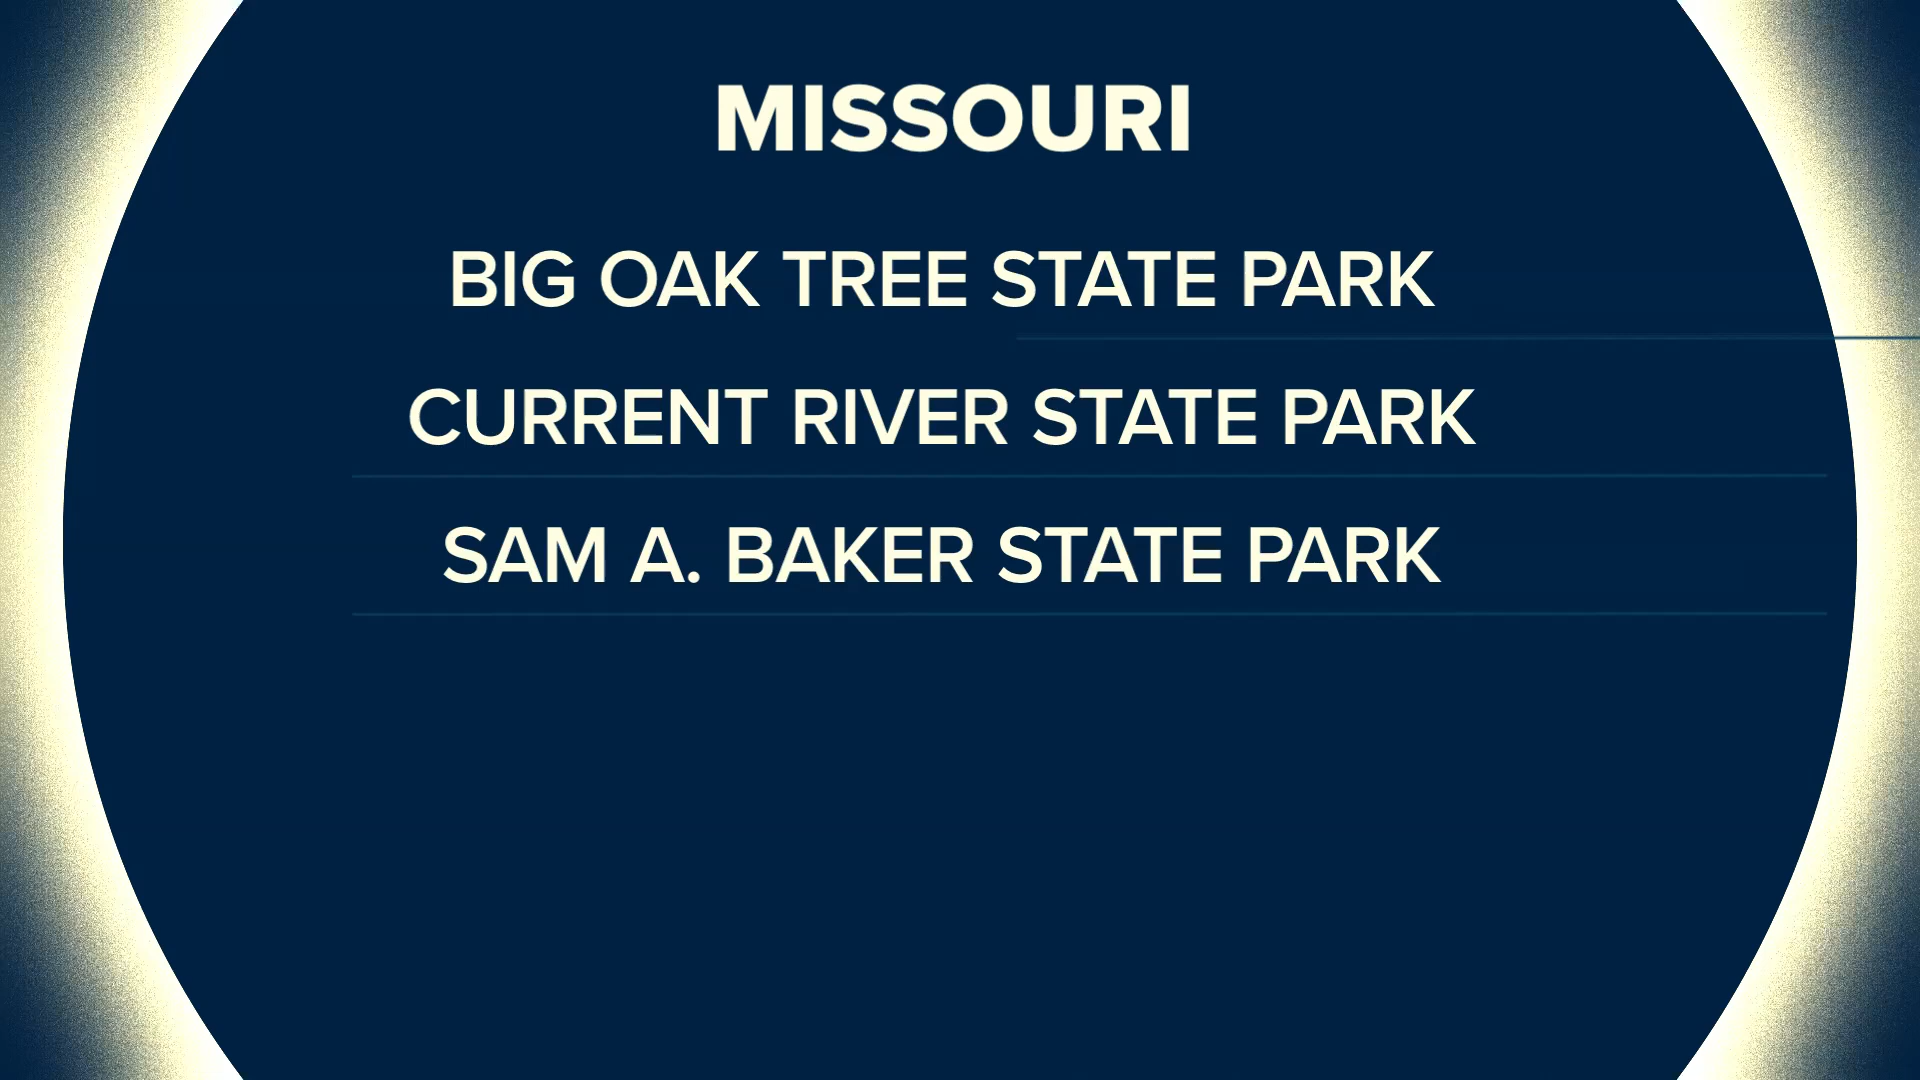 MISSOURI
BIG OAK TREE STATE PARK
CURRENT RIVER STATE PARK
SAM A. BAKER STATE PARK